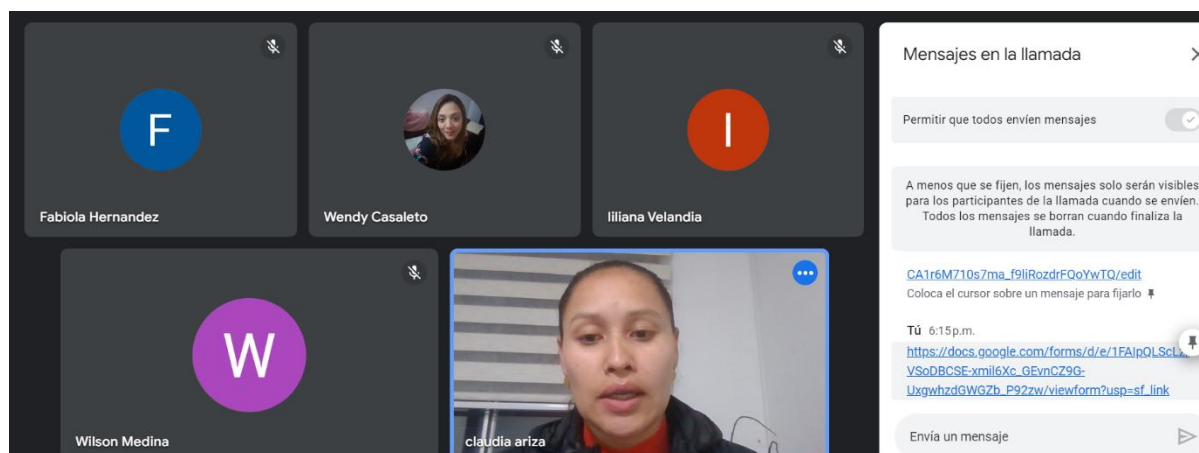 F
Fabiola Hernandez
Wendy Casaleto
I
liliana Velandia
W
Wilson Medina
claudia ariza
Mensajes en la llamada
Permitir que todos envíen mensajes
A menos que se fijen, los mensajes solo serán visibles
para los participantes de la llamada cuando se envíen.
Todos los mensajes se borran cuando finaliza la
llamada.
CA1r6M710s7ma_f9liRozdrFQoYwTQ/edit
Coloca el cursor sobre un mensaje para fijarlo
Tú 6:15 p.m.
https://docs.google.com/forms/d/e/1FAIpQLScL
VSoDBCSE-xmil6Xc_GEvnCZ9G-
UxgwhzdGWGZb_P92zw/viewform?usp=sf_link
Envía un mensaje